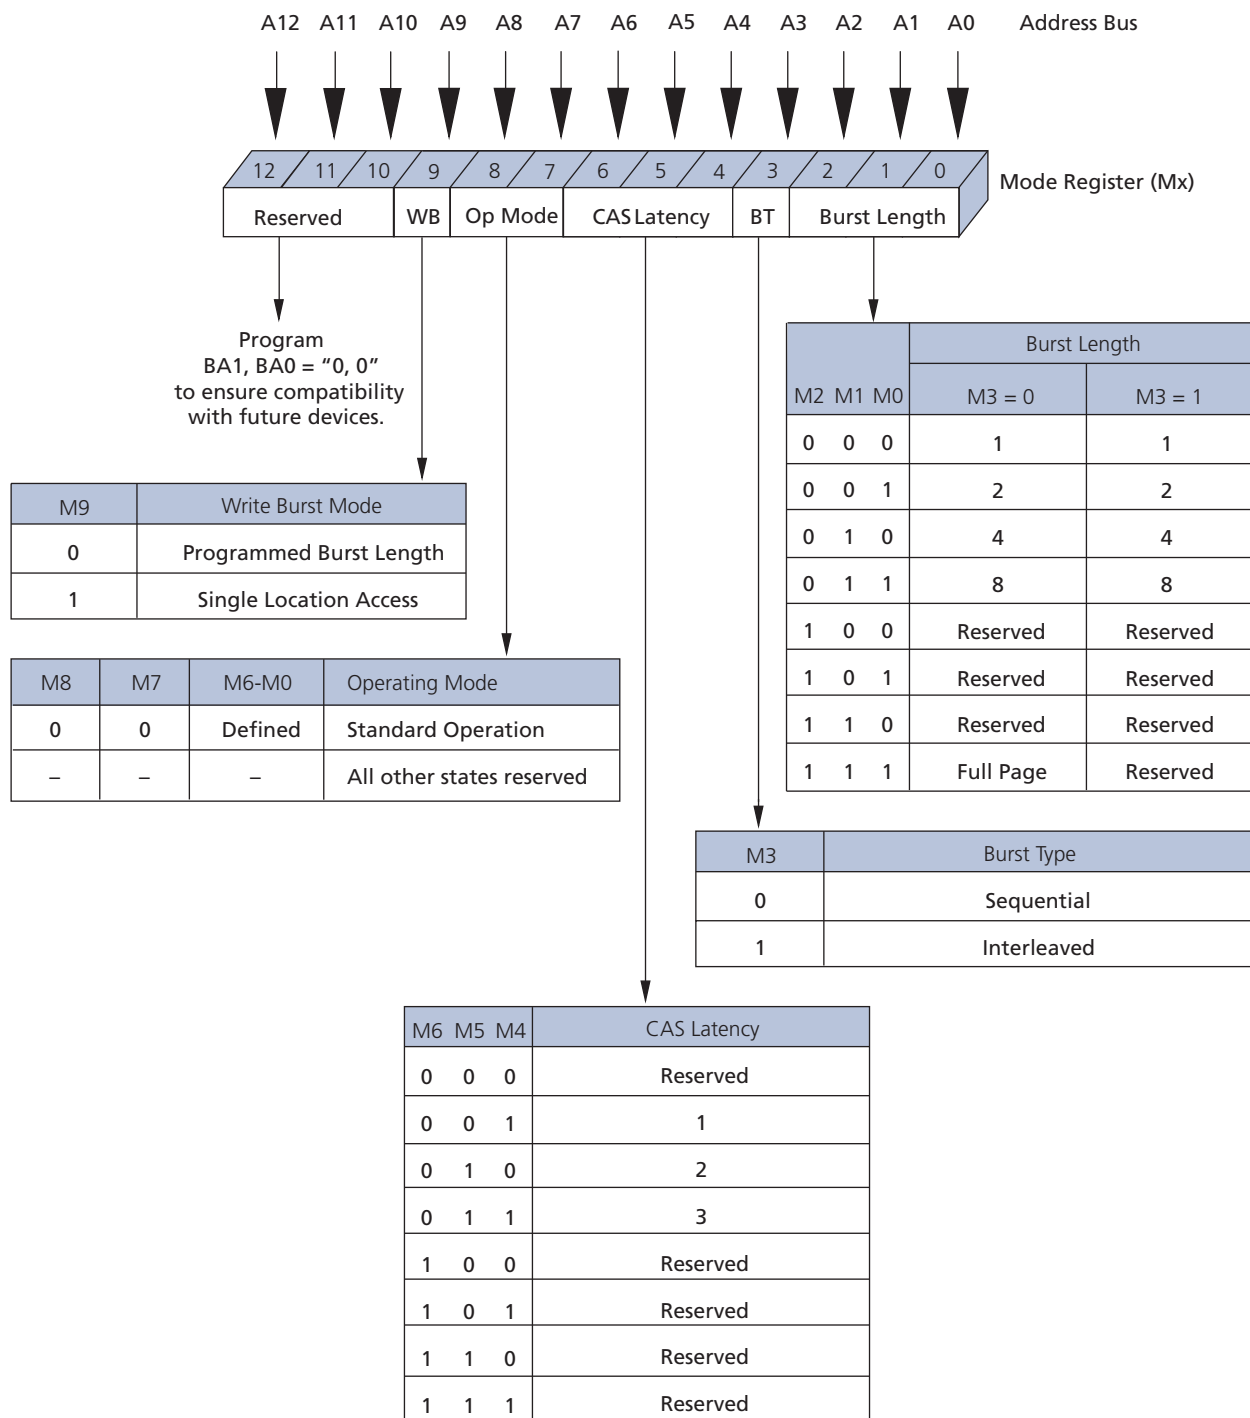 A12 A11 A10 A9 A8 A7 A6 A5 A4 A3 A2 A1 A0 Address Bus
12 11 10 9 8 7 6 5 4 3 2 1 0
Mode Register (Mx)
Reserved WB Op Mode CAS Latency BT Burst Length
Program
BA1, BA0 = “0, 0”
to ensure compatibility
with future devices.
Burst Length
M2 M1 M0 M3 = 0 M3 = 1
0 0 0 1 1
0 0 1 2 2
0 1 0 4 4
0 1 1 8 8
1 0 0 Reserved Reserved
1 0 1 Reserved Reserved
1 1 0 Reserved Reserved
1 1 1 Full Page Reserved
M9 Write Burst Mode
0 Programmed Burst Length
1 Single Location Access
M8 M7 M6-M0 Operating Mode
0 0 Defined Standard Operation
– – – All other states reserved
M3 Burst Type
0 Sequential
1 Interleaved
M6 M5 M4 CAS Latency
0 0 0 Reserved
0 0 1 1
0 1 0 2
0 1 1 3
1 0 0 Reserved
1 0 1 Reserved
1 1 0 Reserved
1 1 1 Reserved